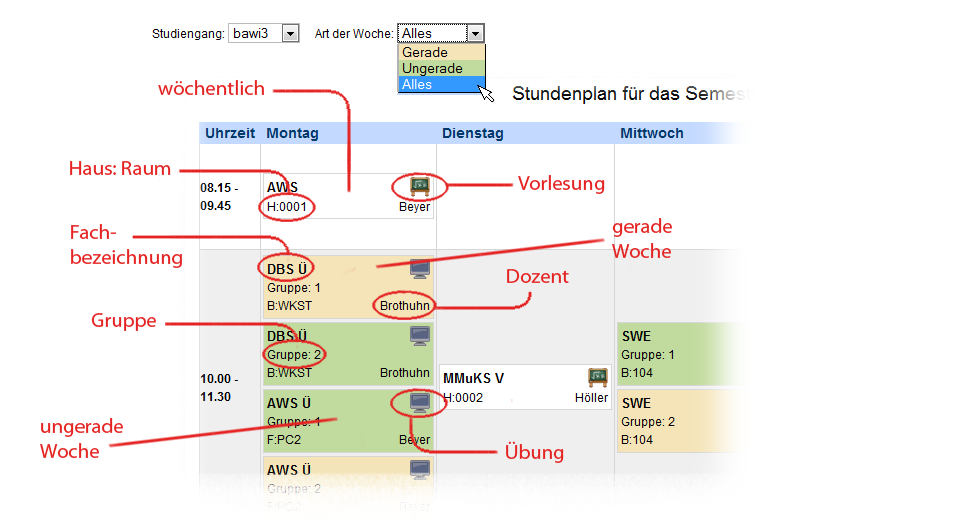 Studiengang: bawi3 Art der Woche: Alles
Gerade
Ungerade
Alles
Stundenplan für das Semes
wöchentlich
Uhrzeit Montag Dienstag Mittwoch
Haus: Raum
08.15 -
09.45
AWS
H:0001 Beyer
Vorlesung
Fach-
bezeichnung
gerade
Woche
DBS Ü
Gruppe: 1
B:WKST Brothuhn
Dozent
Gruppe
DBS Ü
Gruppe: 2
B:WKST Brothuhn
SWE
Gruppe: 1
B:104
10.00 -
11.30
MMuKS V
H:0002 Höller
AWS Ü
Gruppe: 1
F:PC2 Beyer
SWE
Gruppe: 2
B:104
ungerade
Woche
Übung
AWS Ü
Gruppe: 2